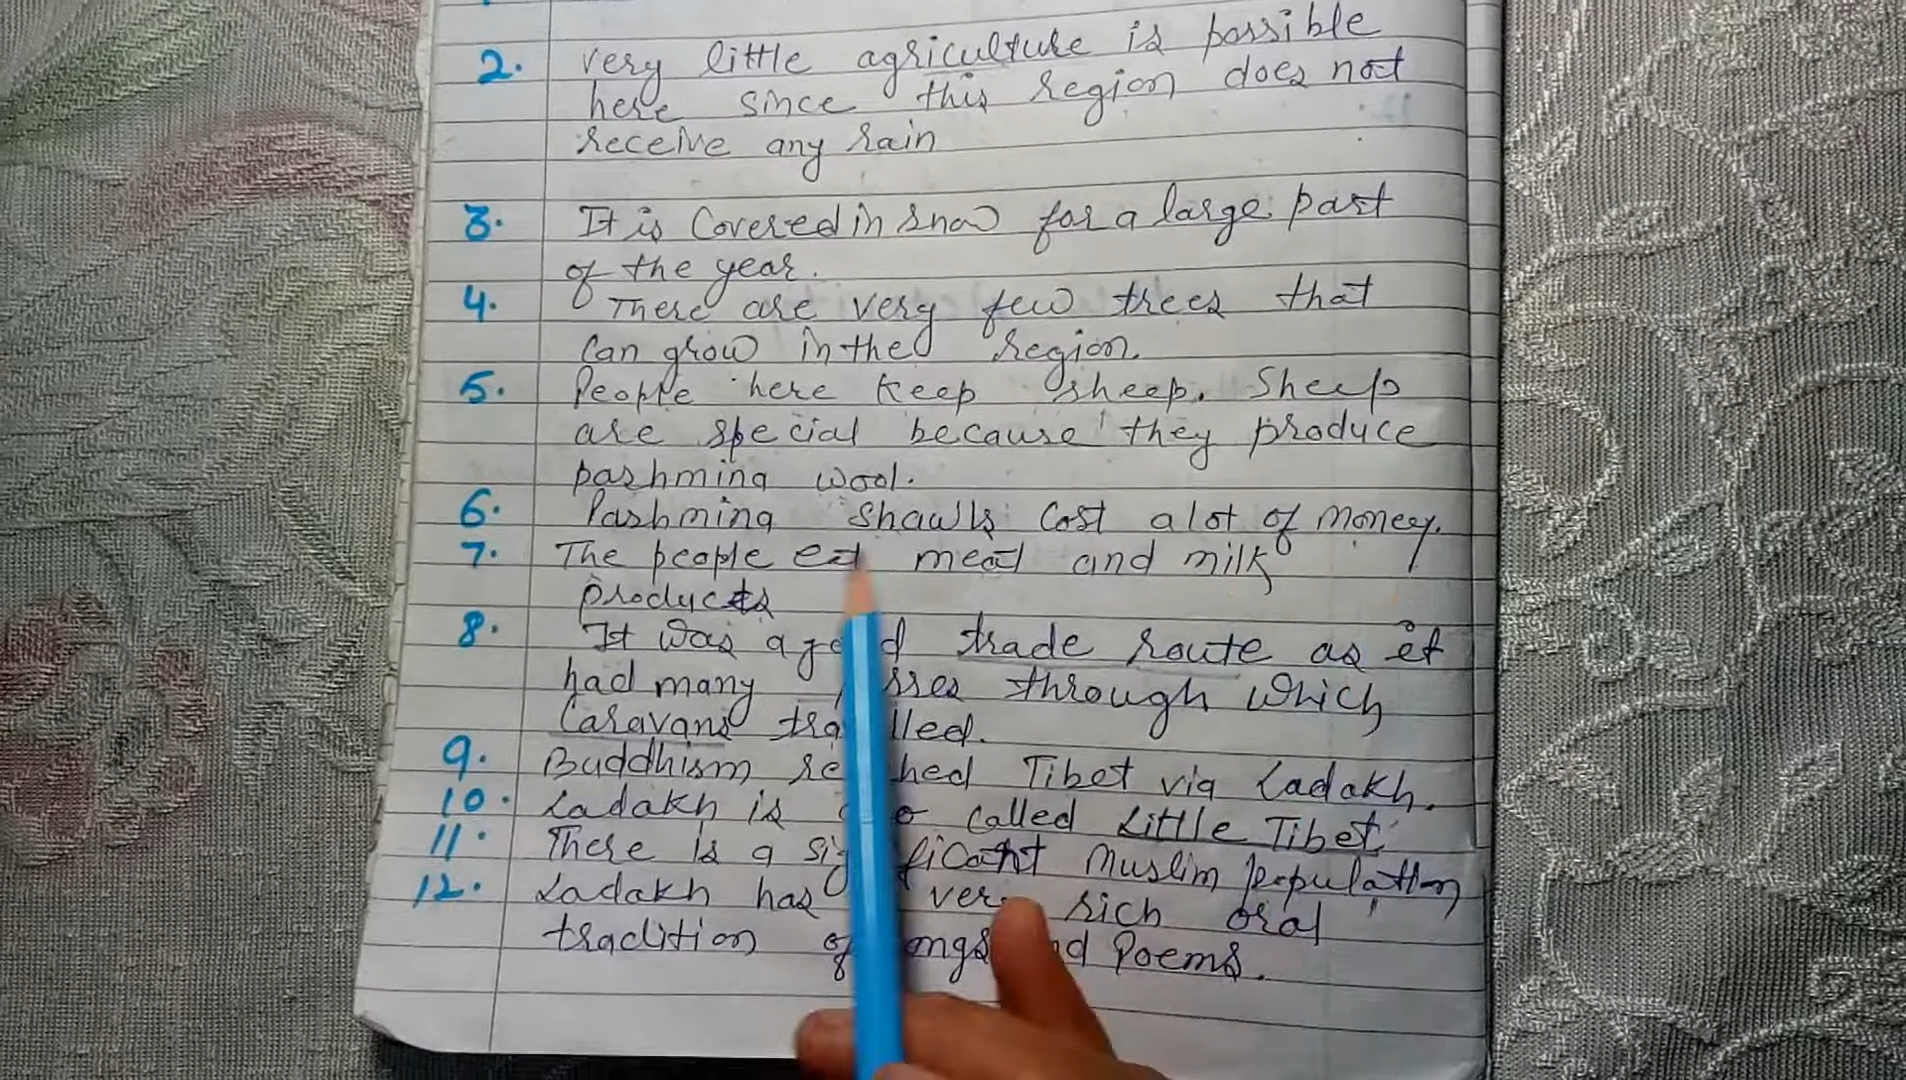 2. very little agriculture is possible
here since this region does not
receive any rain
3. It is Covered in snow for a large part
of the year.
4. There are very few trees that
Can grow in the region.
5. People here keep sheep. Sheep
are special because they produce
pashmina wool.
6. Pashmina shawls cost a lot of money.
7. The people eat meat and milk
products
8. It was a good trade route as it
had many through which
Caravans
9. Buddhism Tibet via Ladakh.
10. Ladakh is called Little Tibet.
11. There is a Muslim population
12. Ladakh has very rich oral
tradition of and Poems.